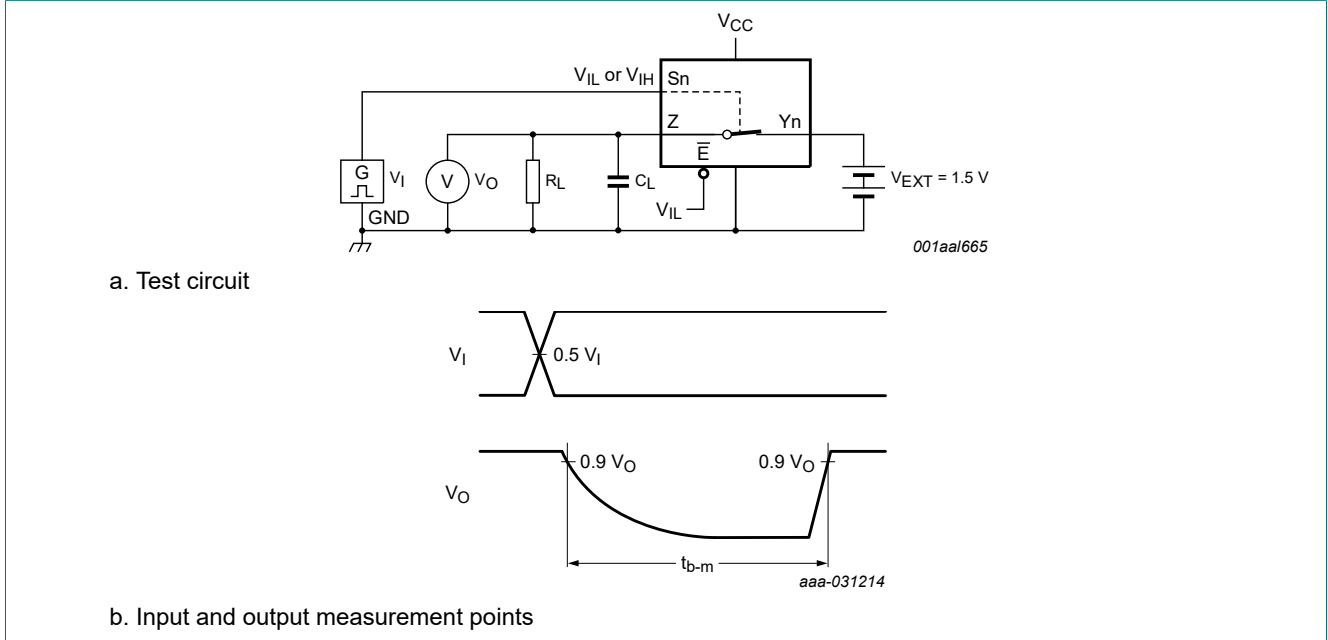 VCC
VIL or VIH
Sn
Z
Yn
E
G
VI
V
VO
RL
CL
VEXT = 1.5 V
VIL
GND
001aal665
a. Test circuit
VI
0.5 VI
0.9 VO
0.9 VO
VO
tb-m
aaa-031214
b. Input and output measurement points